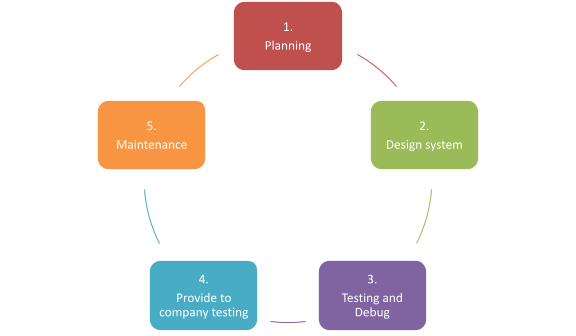 1.
Planning
2.
Design system
3.
Testing and
Debug
4.
Provide to
company testing
5.
Maintenance